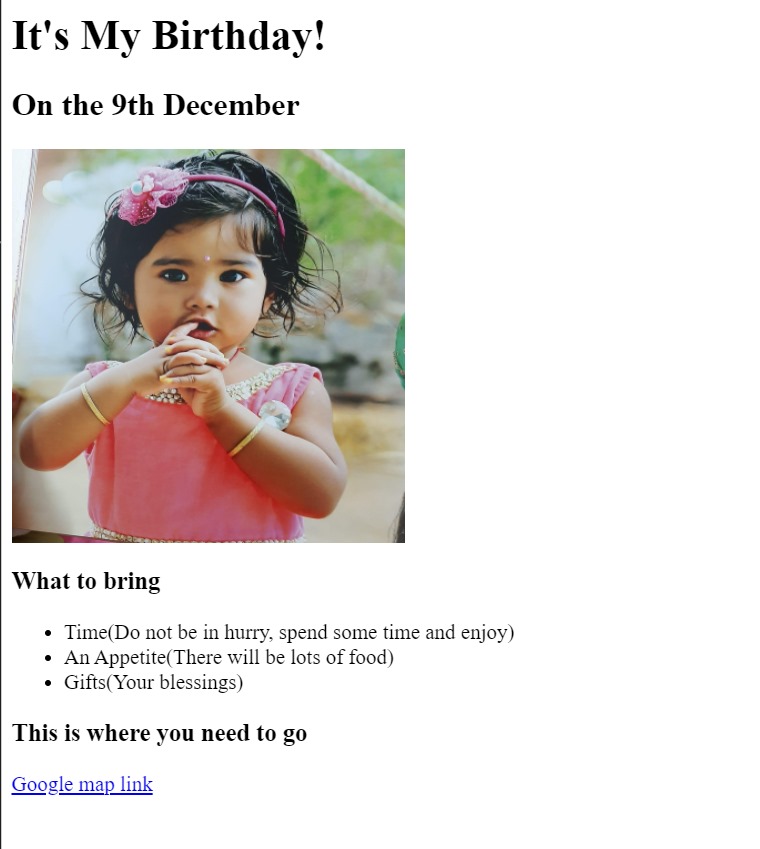 It's My Birthday!
On the 9th December
What to bring
Time(Do not be in hurry, spend some time and enjoy)
An Appetite(There will be lots of food)
Gifts(Your blessings)
This is where you need to go
Google map link